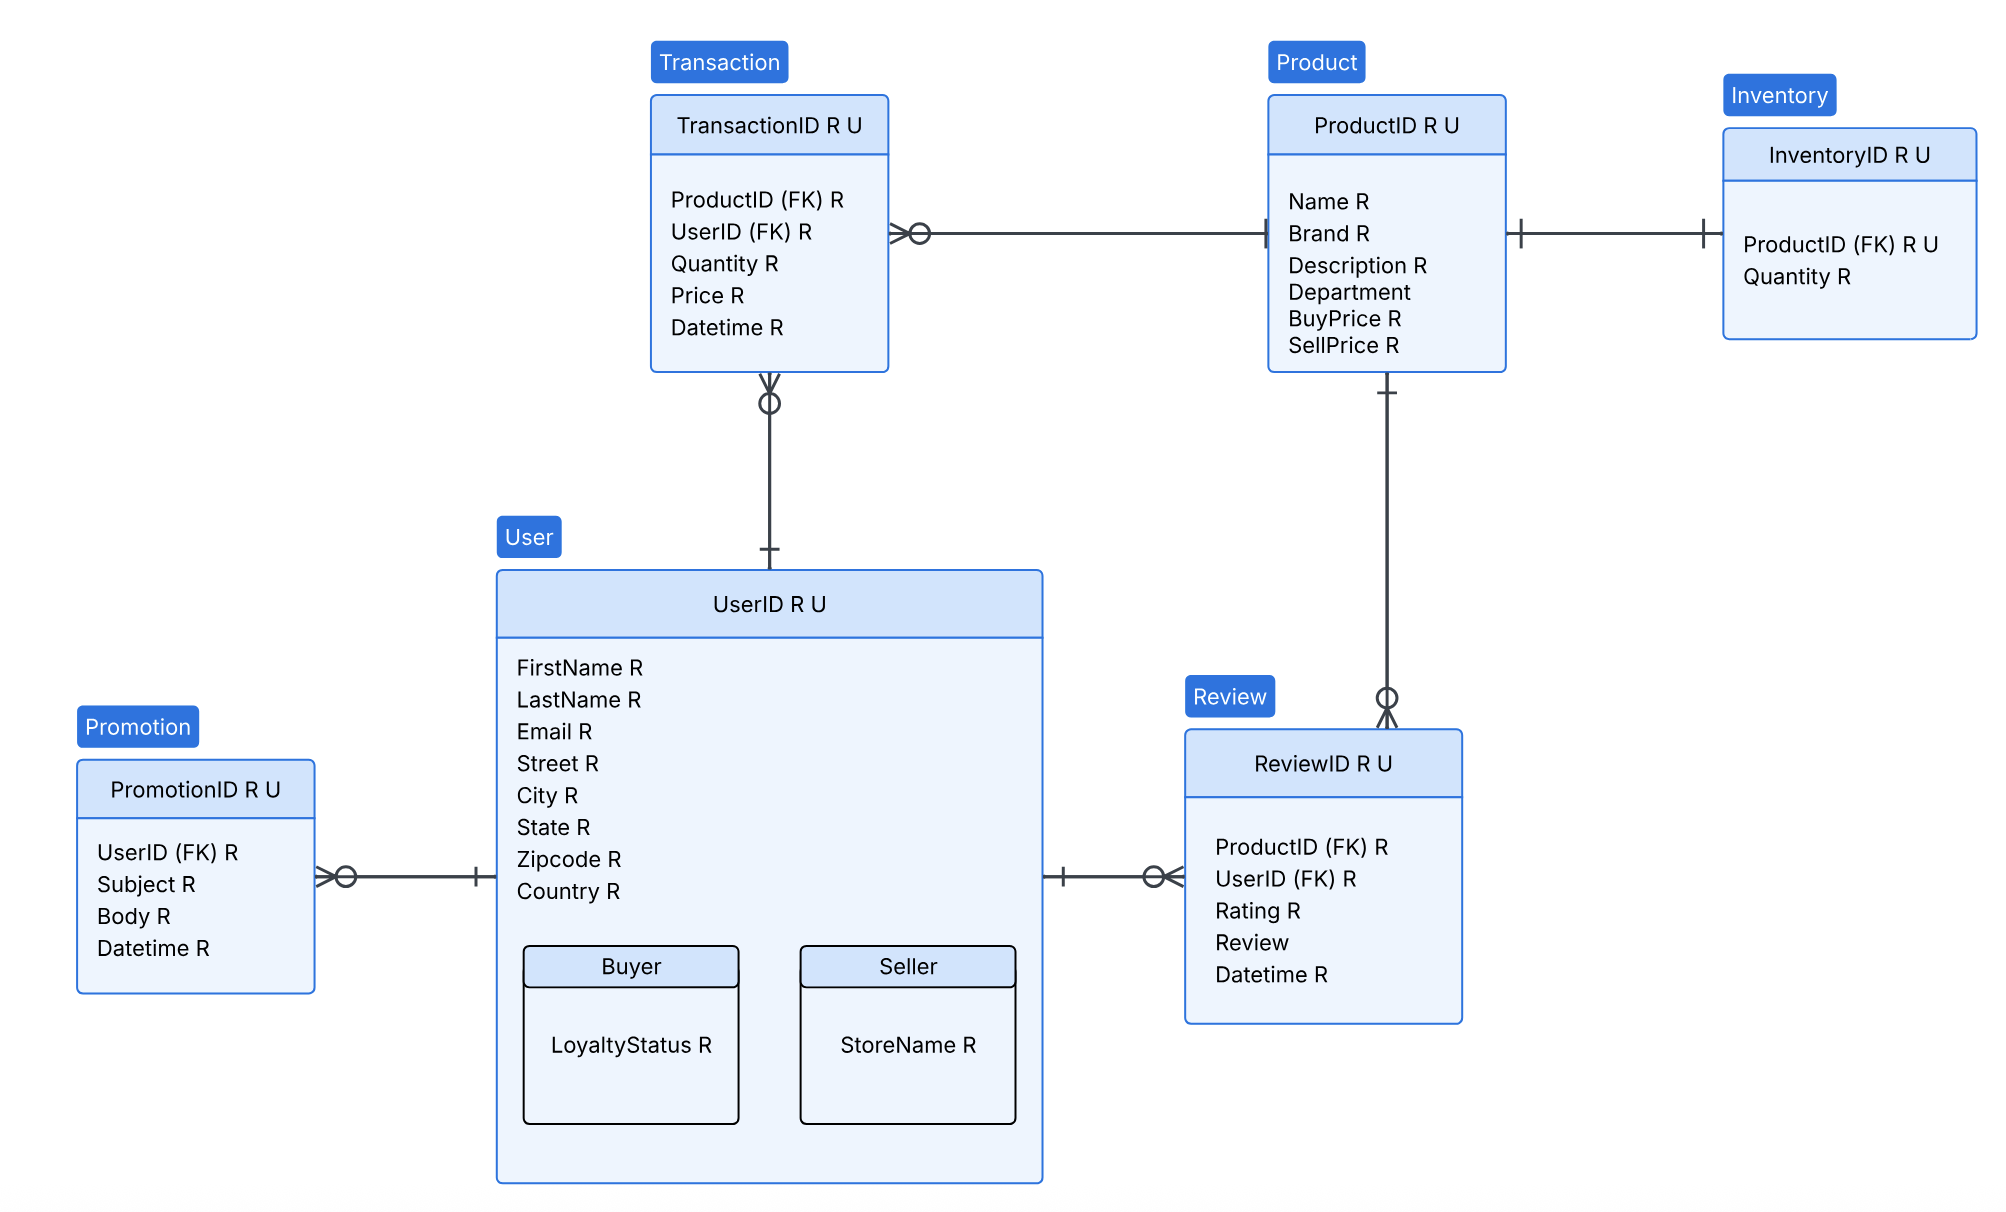 Transaction
TransactionID R U
ProductID (FK) R
UserID (FK) R
Quantity R
Price R
Datetime R
Product
ProductID R U
Name R
Brand R
Description R
Department
BuyPrice R
SellPrice R
Inventory
InventoryID R U
ProductID (FK) R U
Quantity R
User
UserID R U
FirstName R
LastName R
Email R
Street R
City R
State R
Zipcode R
Country R
Buyer
LoyaltyStatus R
Seller
StoreName R
Promotion
PromotionID R U
UserID (FK) R
Subject R
Body R
Datetime R
Review
ReviewID R U
ProductID (FK) R
UserID (FK) R
Rating R
Review
Datetime R